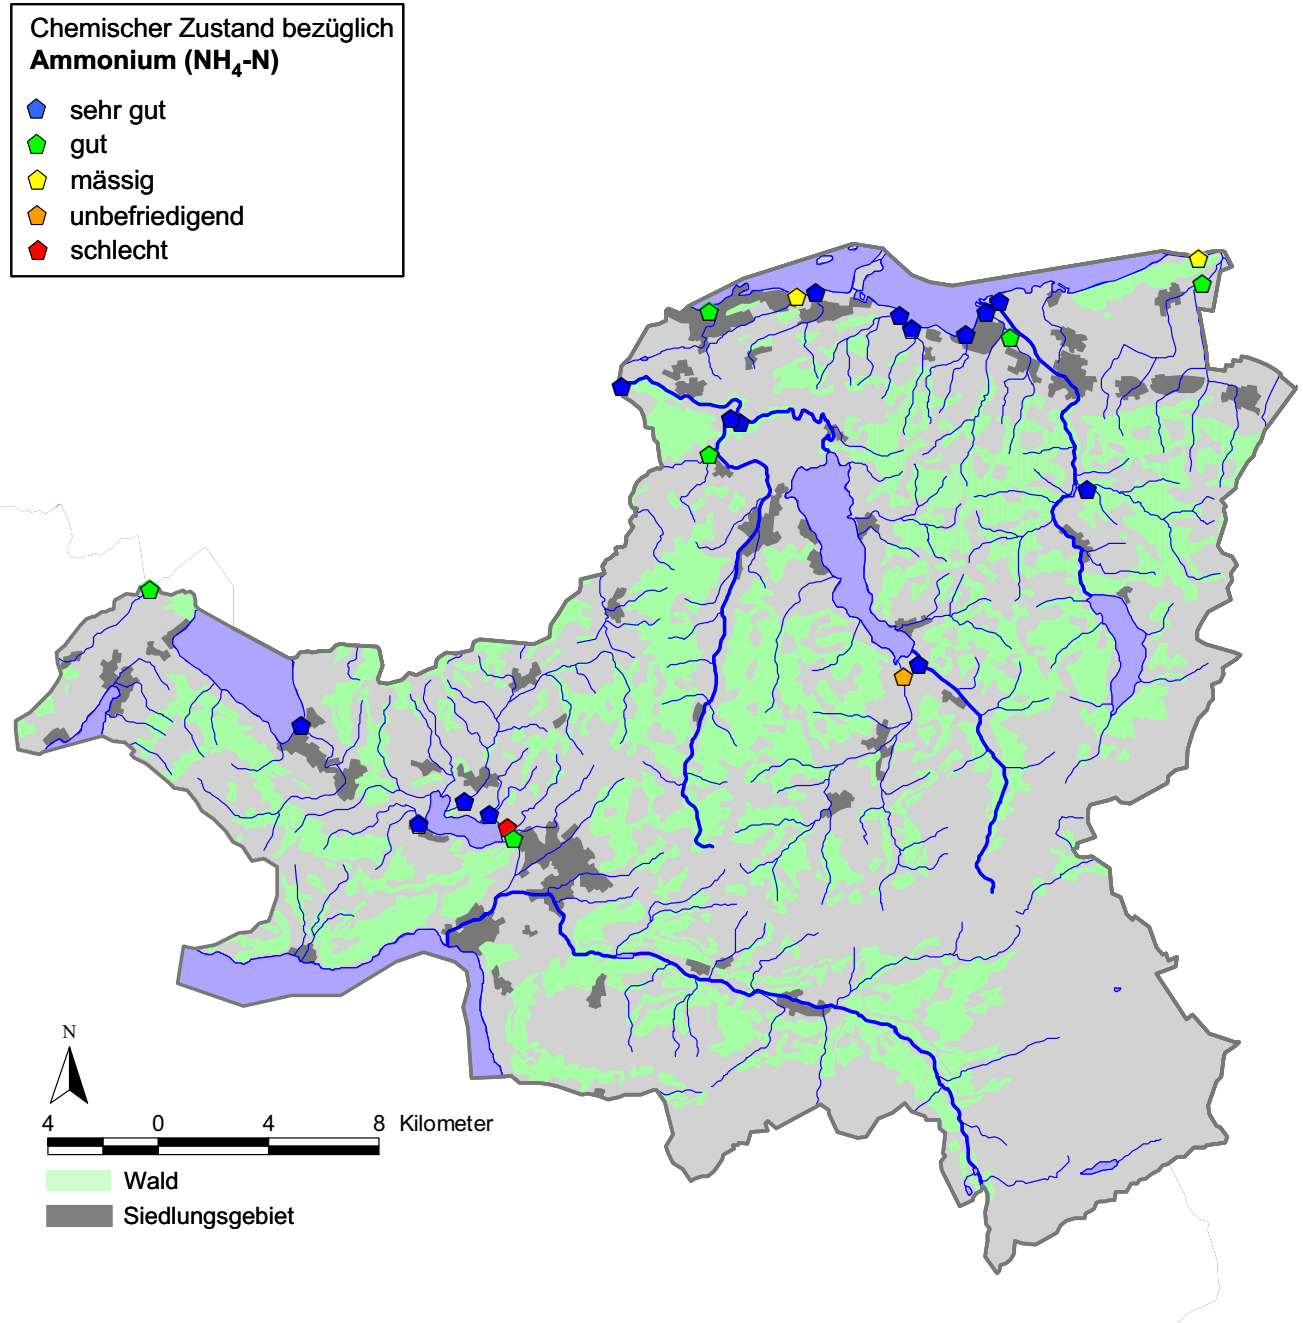 Chemischer Zustand bezüglich
Ammonium (NH4-N)
sehr gut
gut
mässig
unbefriedigend
schlecht
N
4 0 4 8 Kilometer
Wald
Siedlungsgebiet